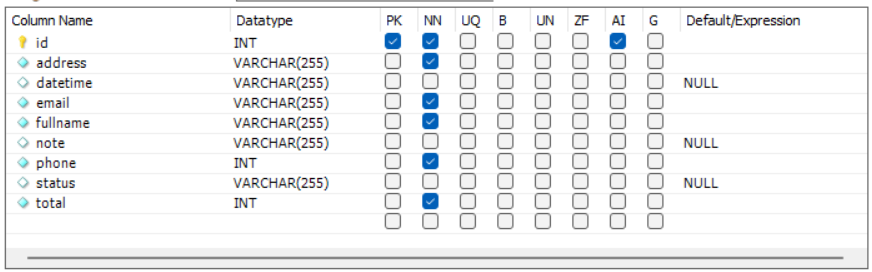 Column Name Datatype PK NN UQ B UN ZF AI G Default/Expression
id INT
address VARCHAR(255)
datetime VARCHAR(255) NULL
email VARCHAR(255)
fullname VARCHAR(255)
note VARCHAR(255) NULL
phone INT
status VARCHAR(255) NULL
total INT